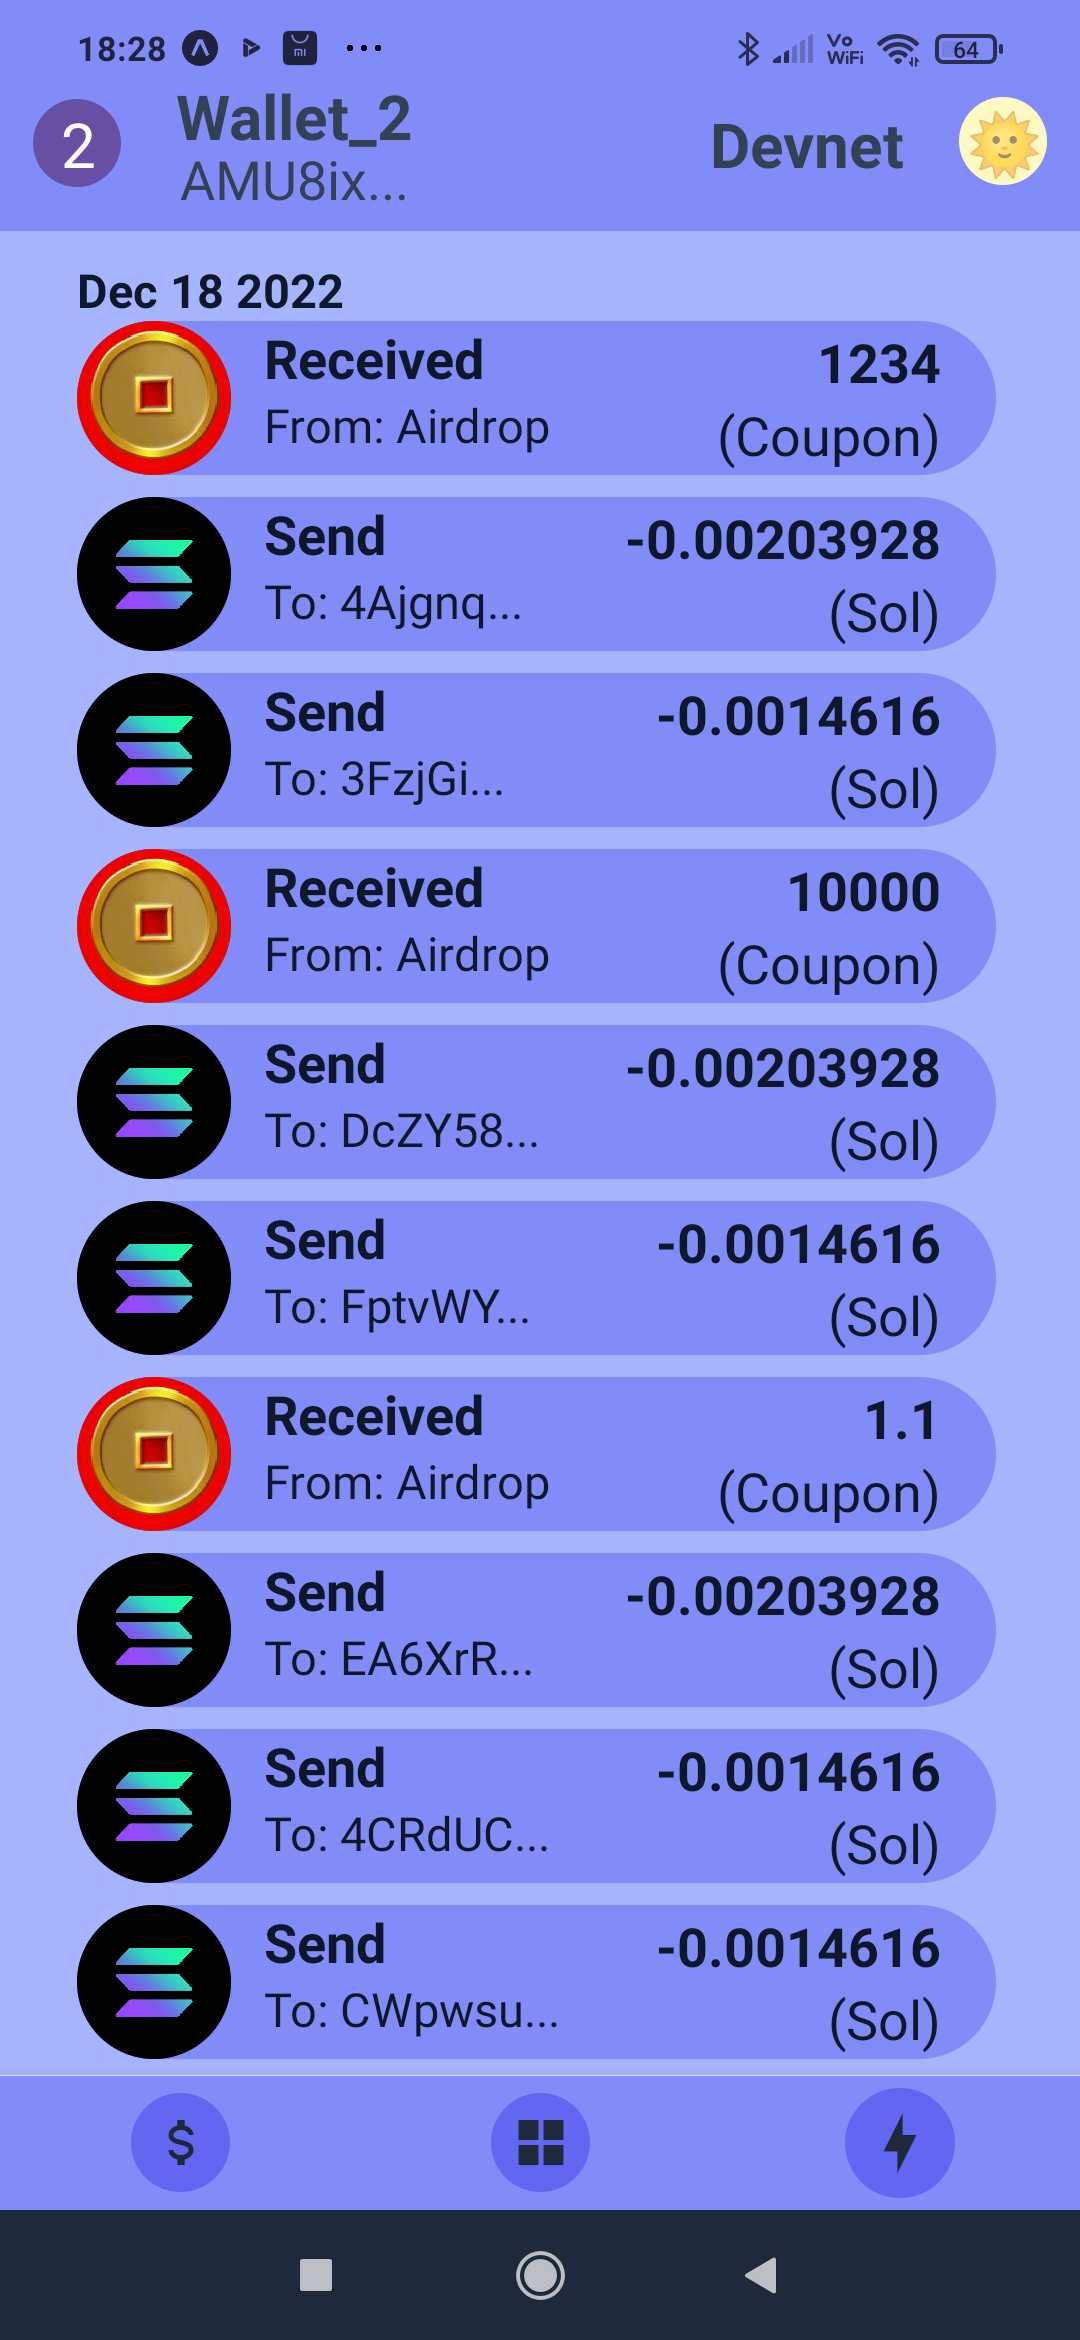 18:28
Vo
WiFi
64
2
Wallet_2
AMU8ix...
Devnet
Dec 18 2022
Received
1234
From: Airdrop
(Coupon)
Send
-0.00203928
To: 4Ajgnq...
(Sol)
Send
-0.0014616
To: 3FzjGi...
(Sol)
Received
10000
From: Airdrop
(Coupon)
Send
-0.00203928
To: DcZY58...
(Sol)
Send
-0.0014616
To: FptvWY...
(Sol)
Received
1.1
From: Airdrop
(Coupon)
Send
-0.00203928
To: EA6XrR...
(Sol)
Send
-0.0014616
To: 4CRdUC...
(Sol)
Send
-0.0014616
To: CWpwsu...
(Sol)